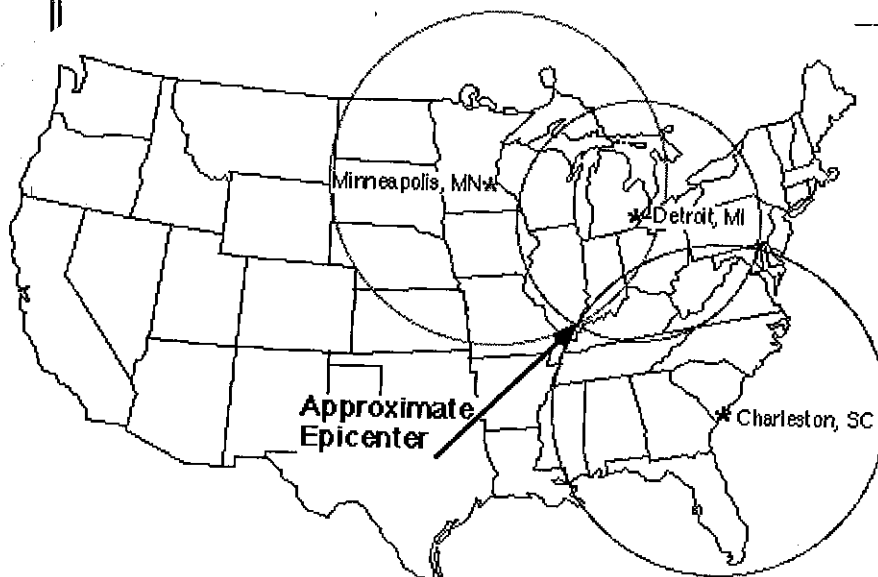 Minneapolis, MN
Detroit, MI
Approximate
Epicenter
Charleston, SC